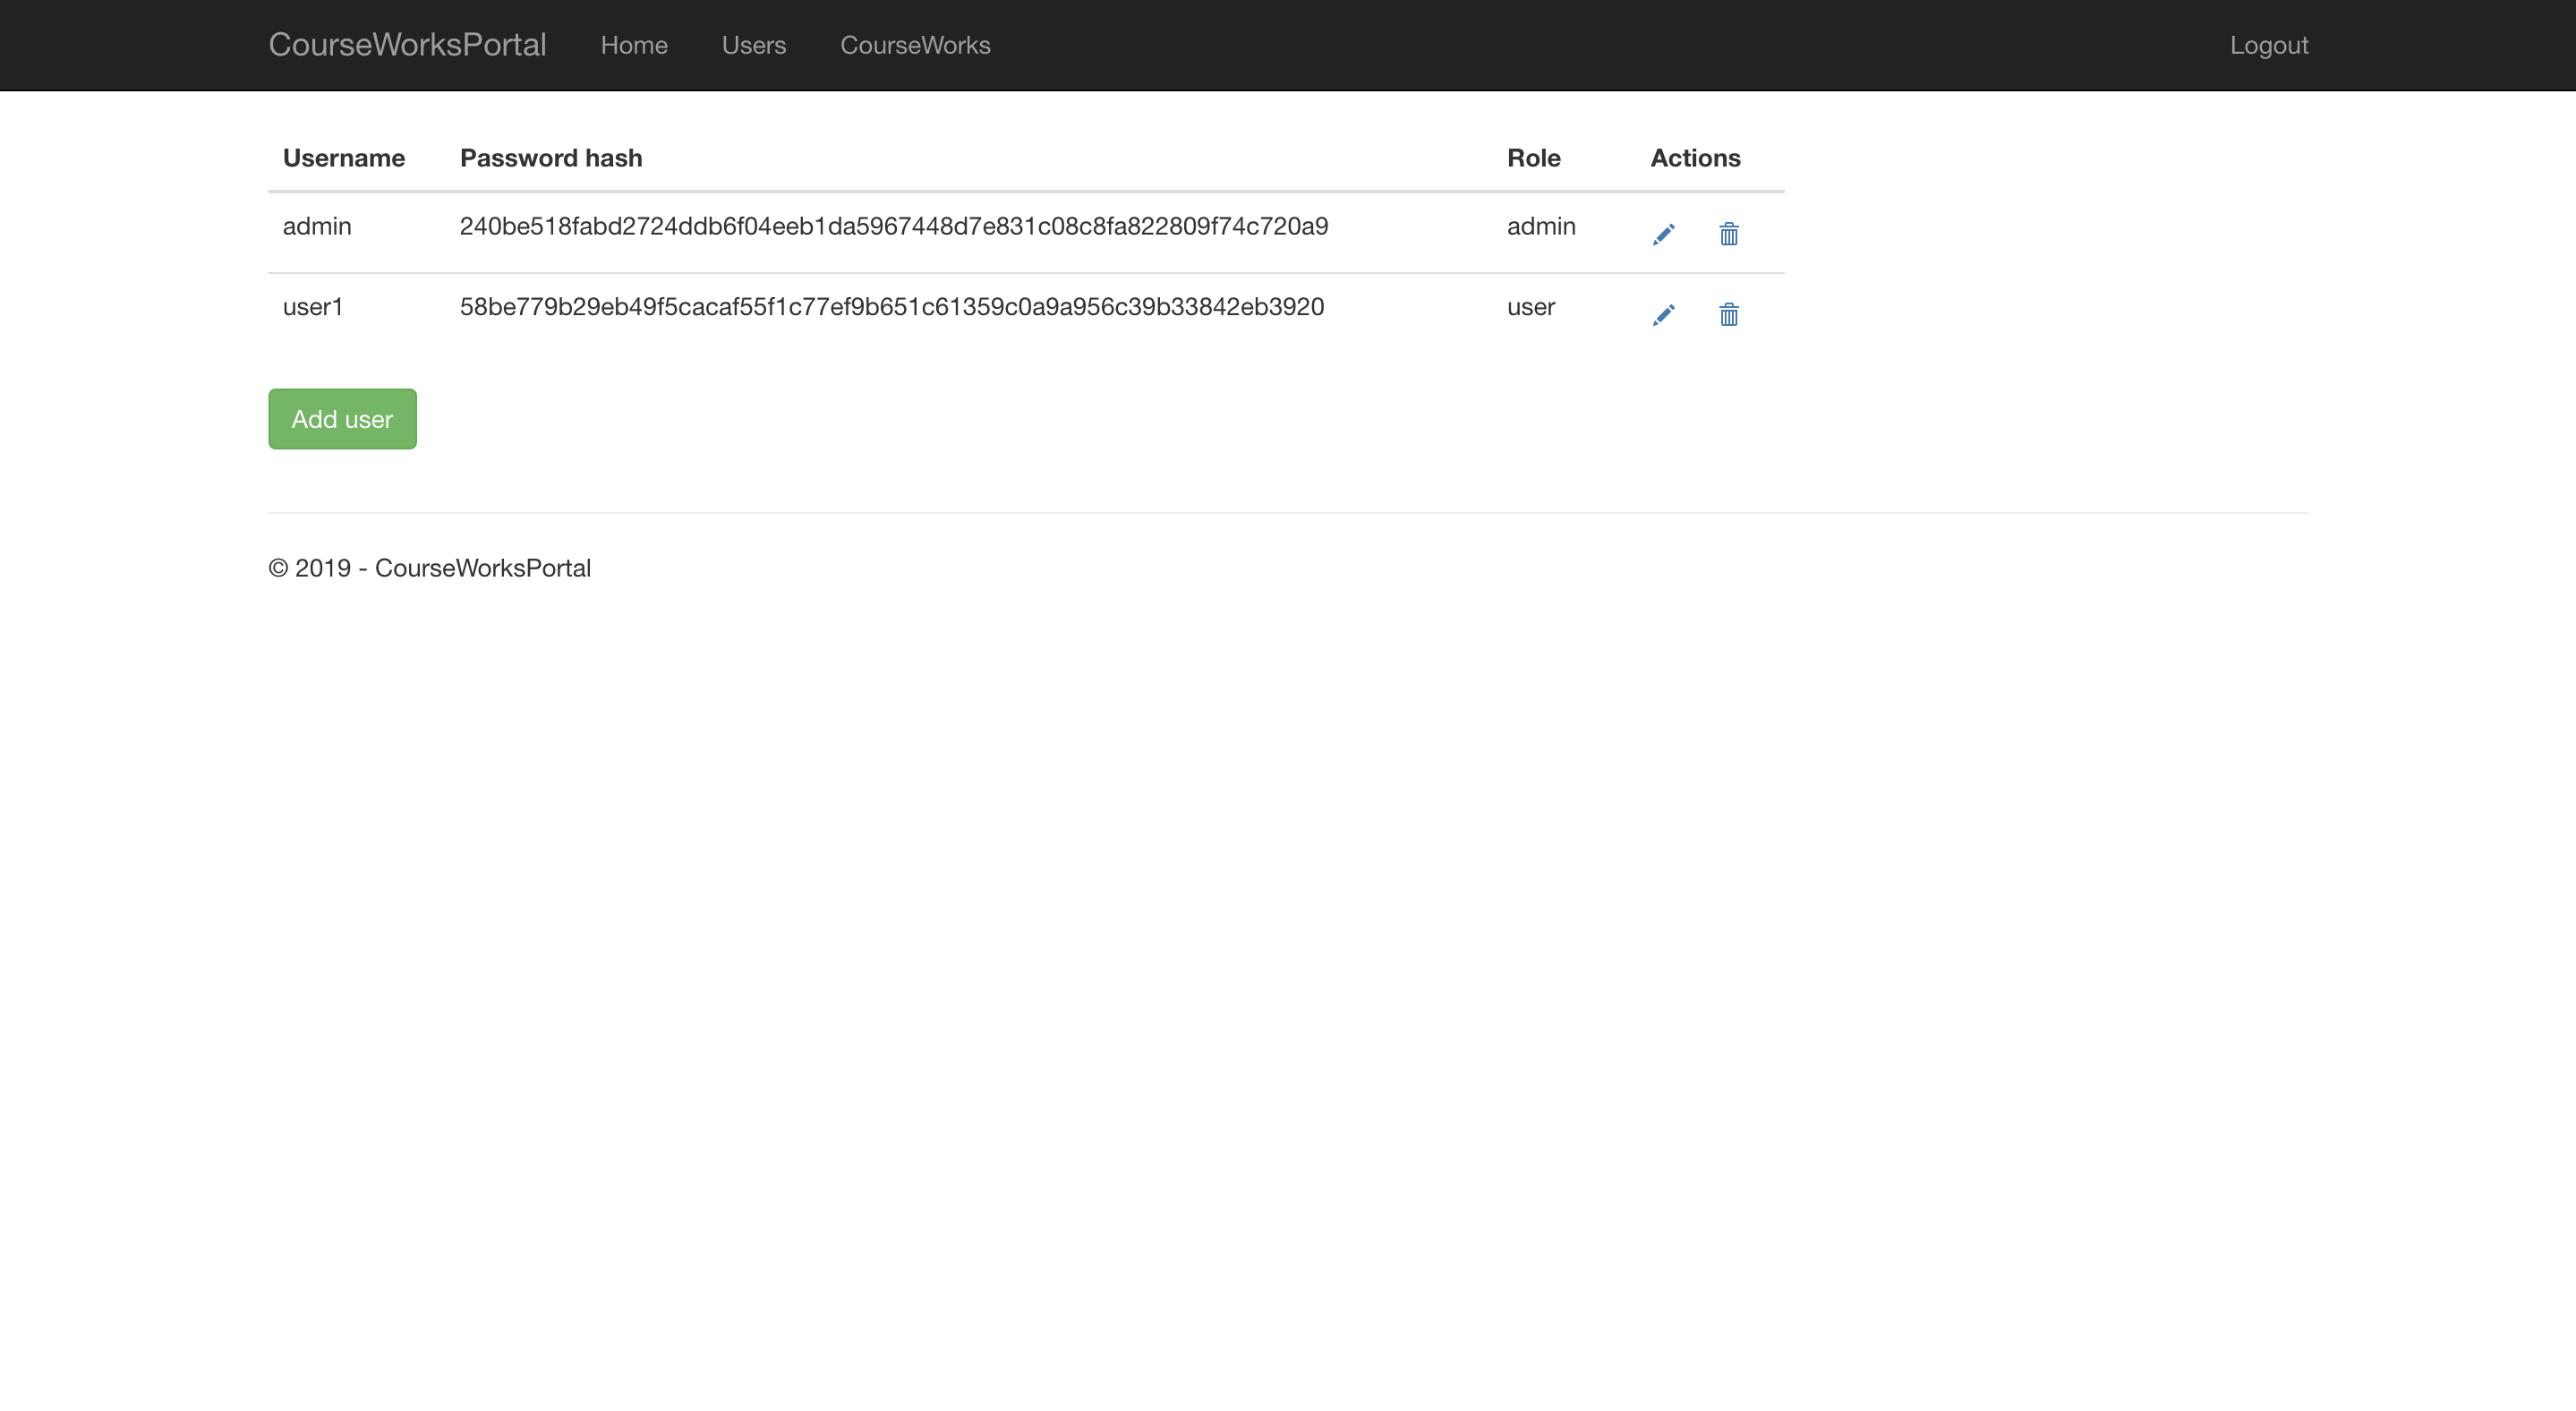 CourseWorksPortal Home Users CourseWorks Logout
Username Password hash Role Actions
admin 240be518fabd2724ddb6f04eeb1da5967448d7e831c08c8fa822809f74c720a9 admin
user1 58be779b29eb49f5cacaf55f1c77ef9b651c61359c0a9a956c39b33842eb3920 user
Add user
© 2019 - CourseWorksPortal